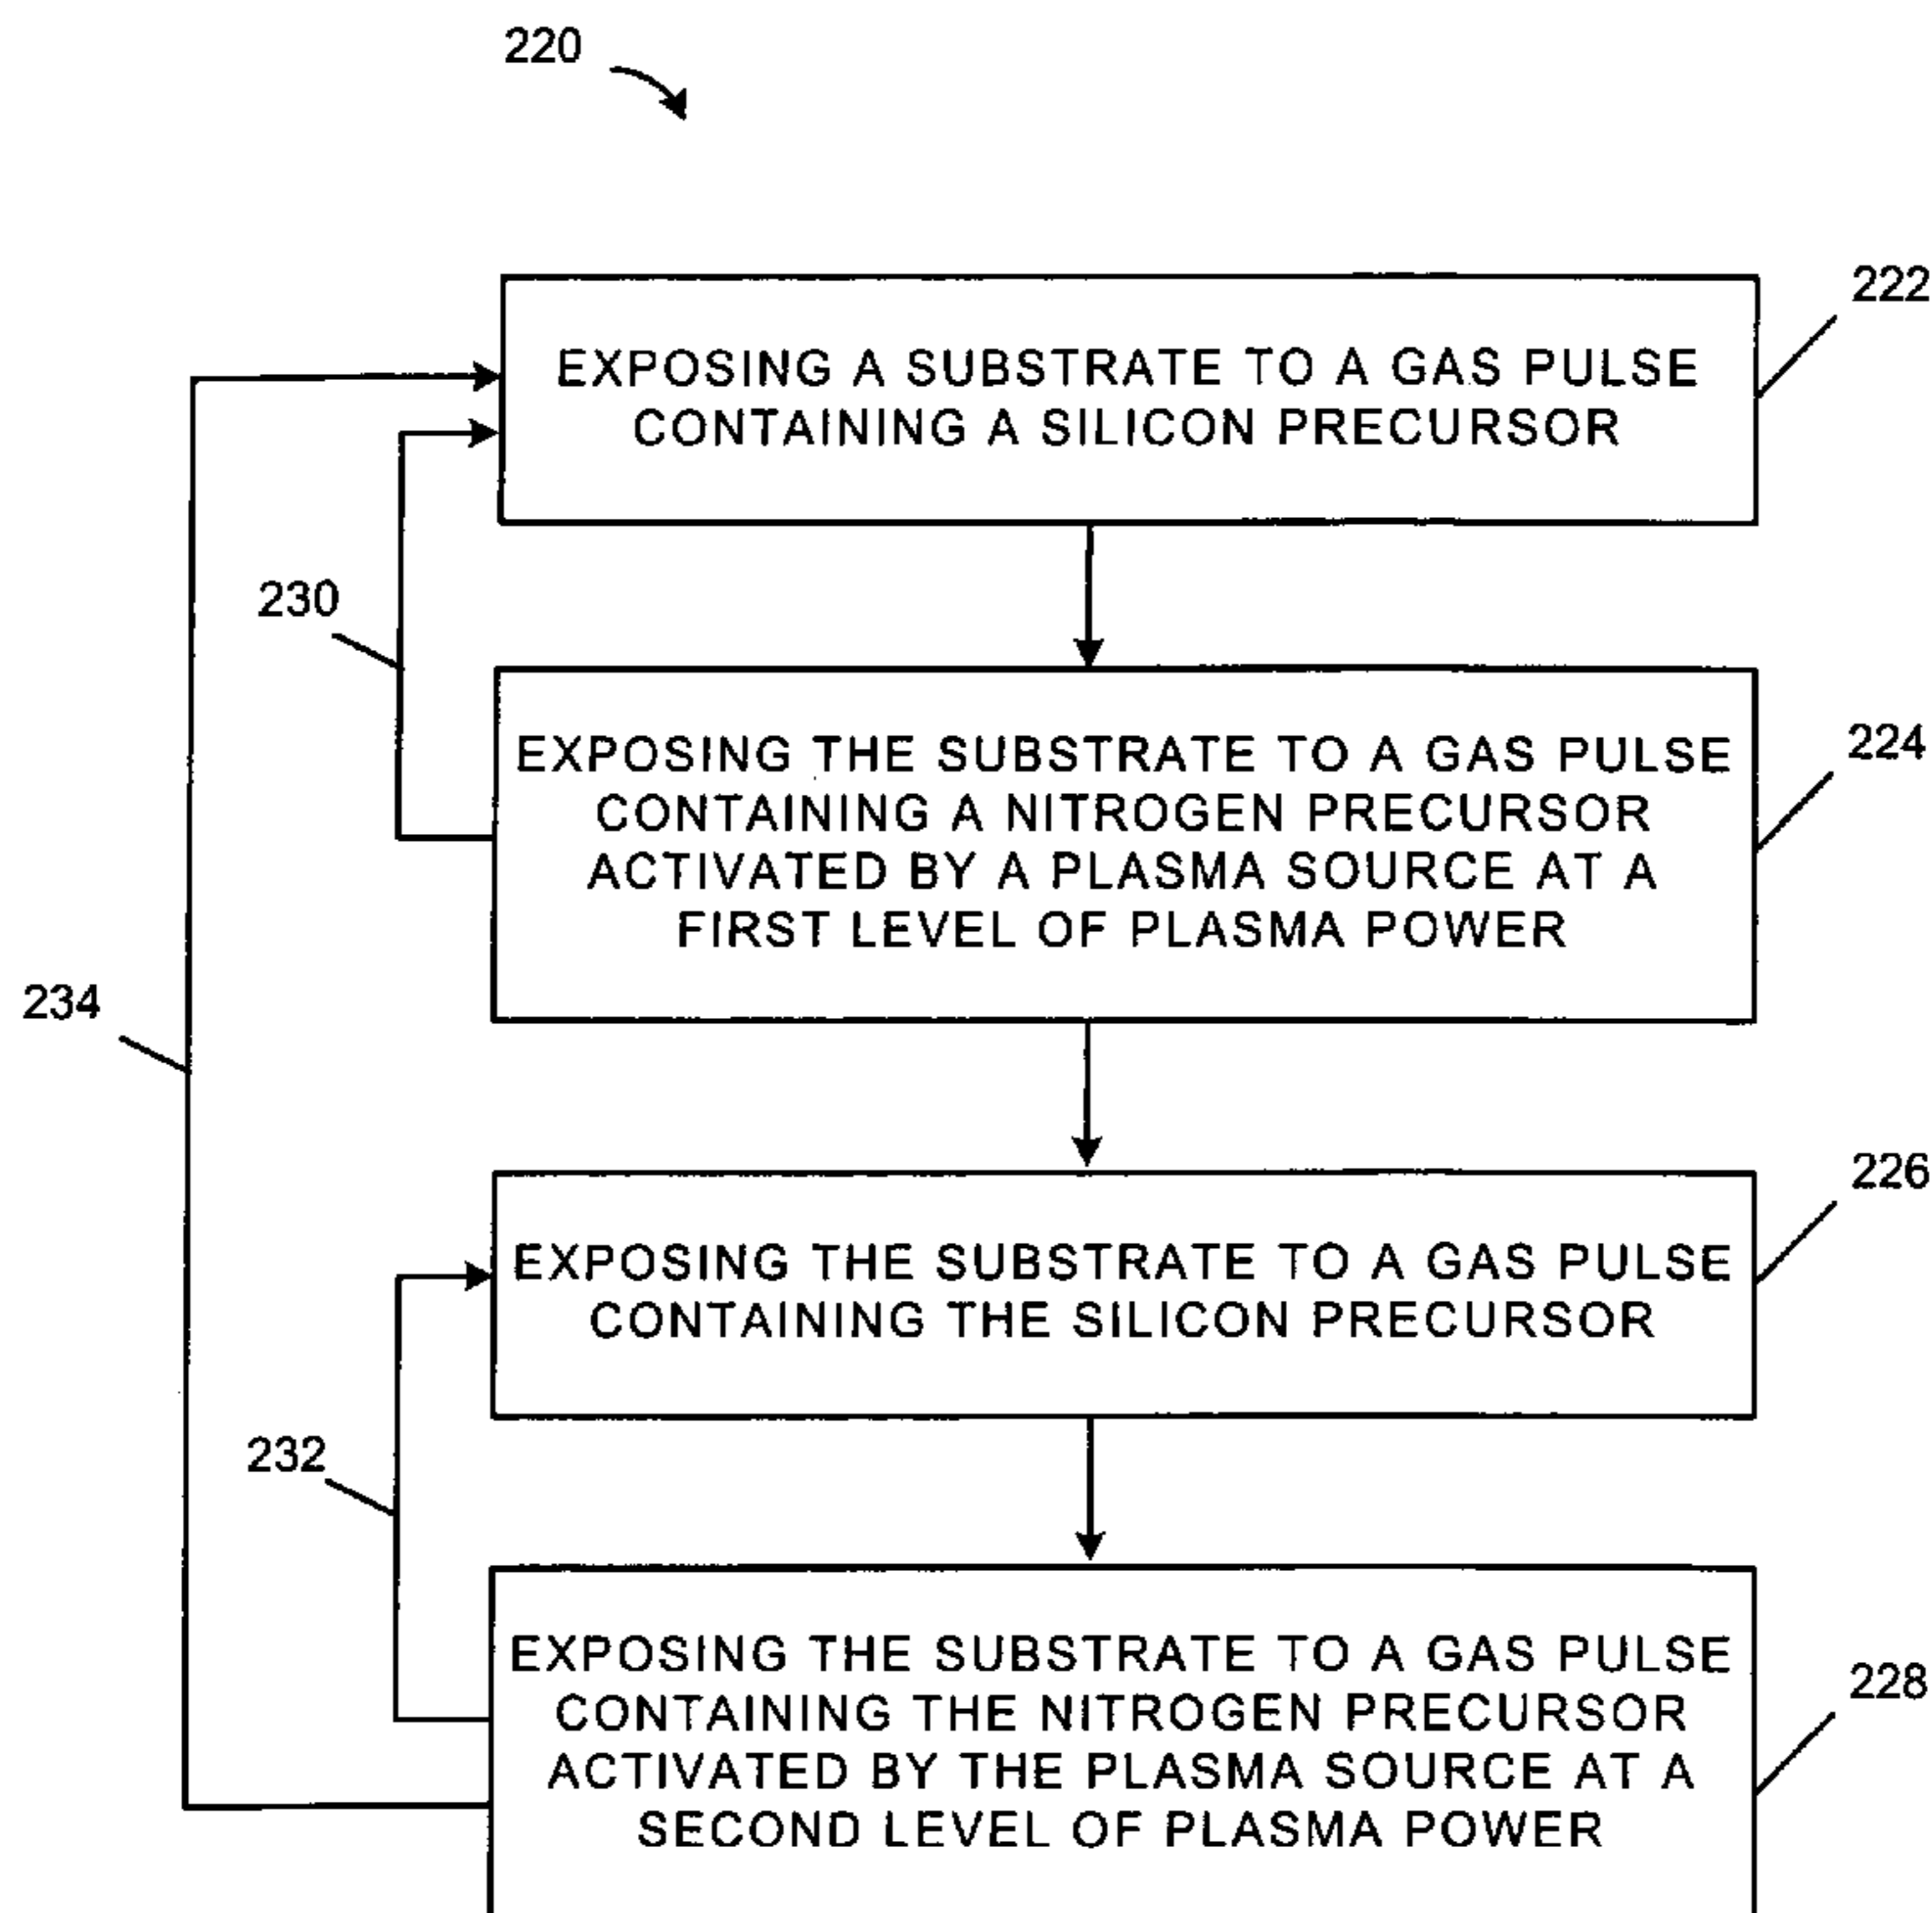 220
222
EXPOSING A SUBSTRATE TO A GAS PULSE
CONTAINING A SILICON PRECURSOR
230
224
EXPOSING THE SUBSTRATE TO A GAS PULSE
CONTAINING A NITROGEN PRECURSOR
ACTIVATED BY A PLASMA SOURCE AT A
FIRST LEVEL OF PLASMA POWER
234
226
EXPOSING THE SUBSTRATE TO A GAS PULSE
CONTAINING THE SILICON PRECURSOR
232
228
EXPOSING THE SUBSTRATE TO A GAS PULSE
CONTAINING THE NITROGEN PRECURSOR
ACTIVATED BY THE PLASMA SOURCE AT A
SECOND LEVEL OF PLASMA POWER